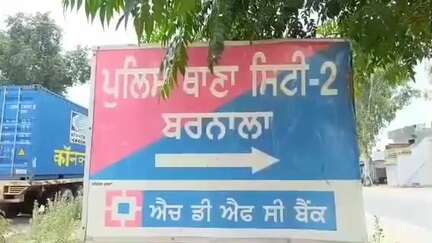 ਪੁਲਿਸ ਥਾਣਾ ਸਿਟੀ-2
ਬਰਨਾਲਾ
ਐਚ ਡੀ ਐਫ ਸੀ ਬੈਂਕ